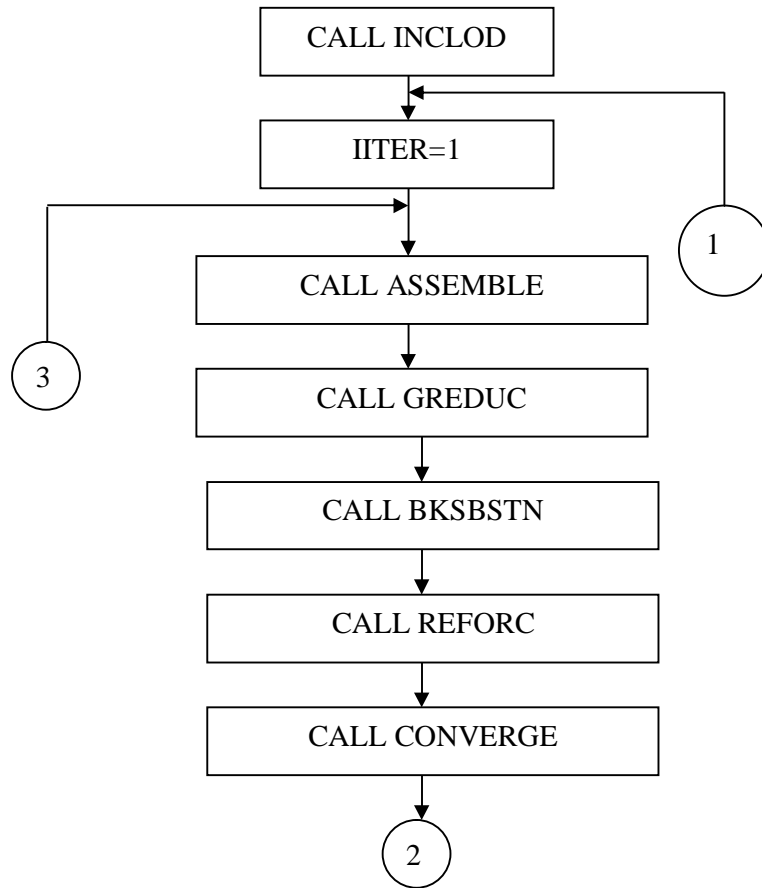 CALL INCLOD
IITER=1
1
CALL ASSEMBLE
3
CALL GREDUC
CALL BKSBSTN
CALL REFORC
CALL CONVERGE
2